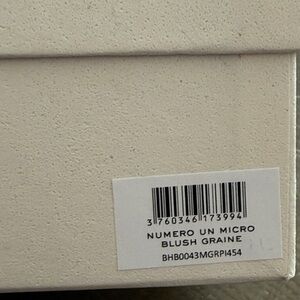 3 760346 173994
NUMERO UN MICRO
BLUSH GRAINE
BHB0043MGRPI454